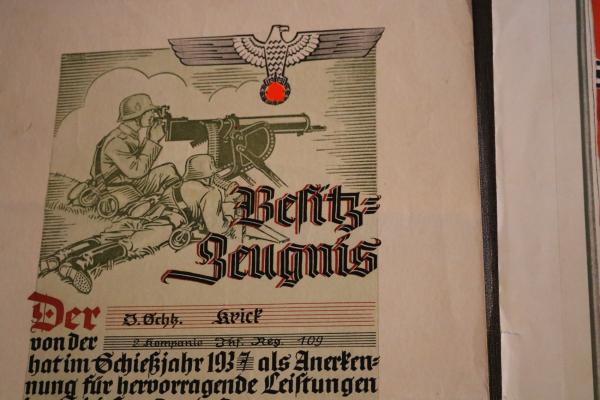 Besitz=
Zeugnis
Der O.Schtz. Krick
von der 2 Kompanie Inf. Reg. 109
hat im Schießjahr 1937 als Anerken=
nung für hervorragende Leistungen